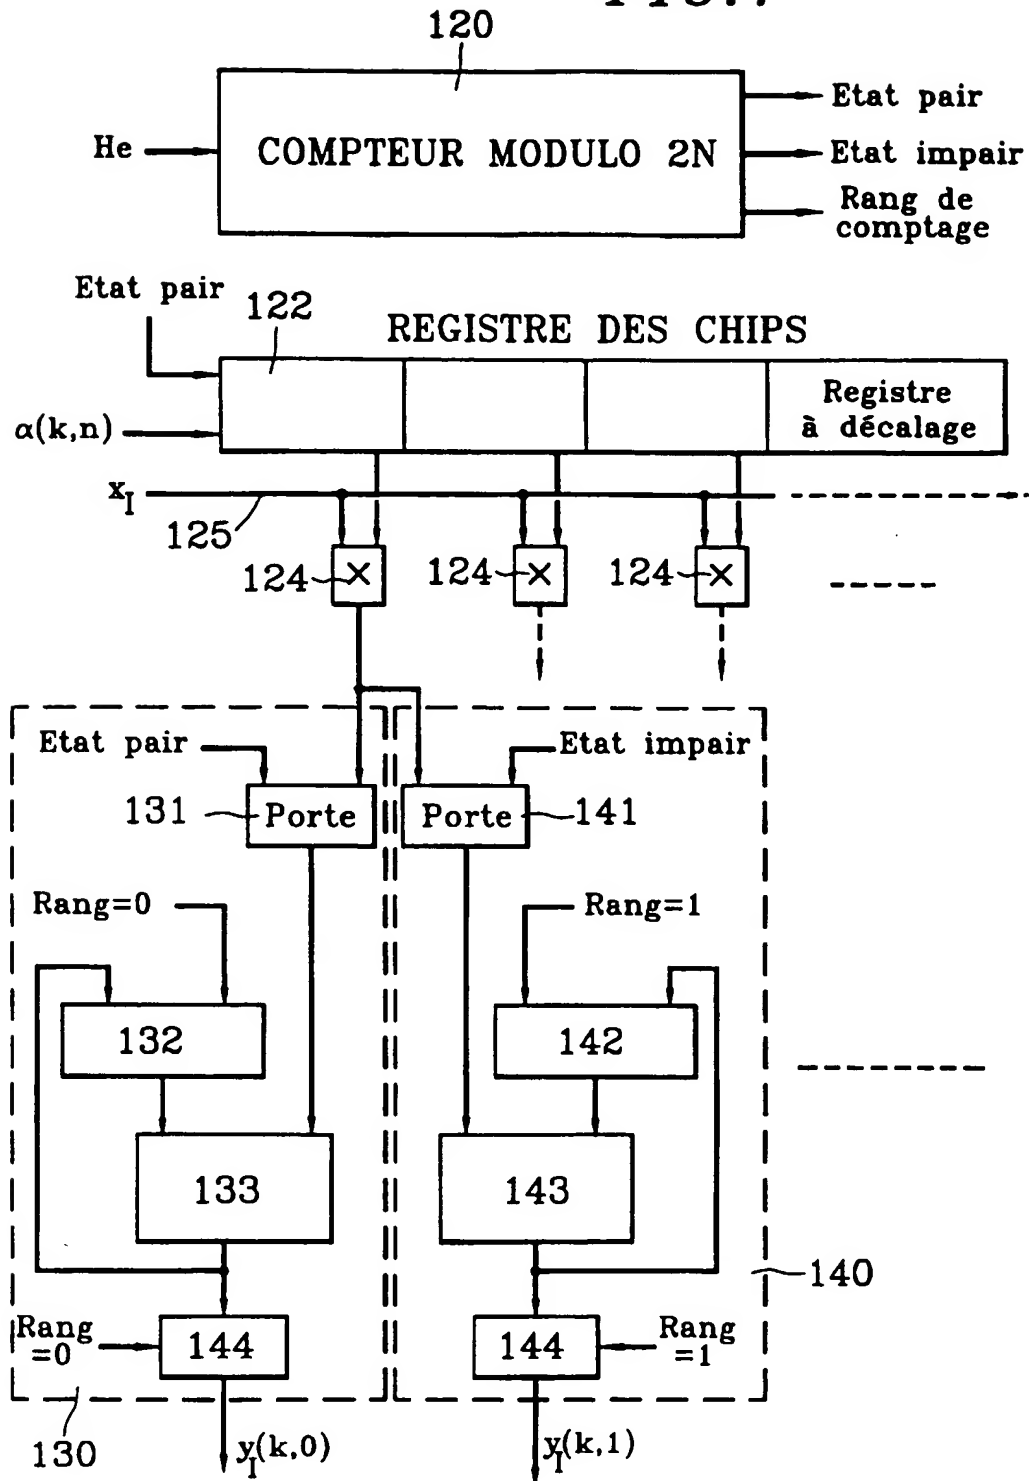 120
Etat pair
He
COMPTEUR MODULO 2N
Etat impair
Rang de
comptage
Etat pair
122
REGISTRE DES CHIPS
Registre
à décalage
α(k,n)
x_I
125
124
×
124
×
124
×
Etat pair
Etat impair
131
Porte
Porte
141
Rang=0
Rang=1
132
142
133
143
140
Rang
=0
144
144
Rang
=1
130
y_I(k,0)
y_I(k,1)